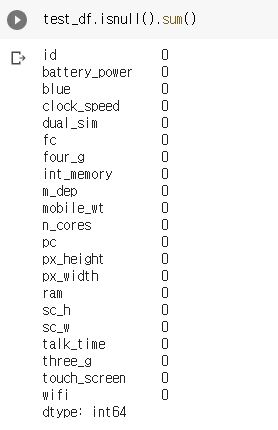 test_df.isnull().sum()
id 0
battery_power 0
blue 0
clock_speed 0
dual_sim 0
fc 0
four_g 0
int_memory 0
m_dep 0
mobile_wt 0
n_cores 0
pc 0
px_height 0
px_width 0
ram 0
sc_h 0
sc_w 0
talk_time 0
three_g 0
touch_screen 0
wifi 0
dtype: int64